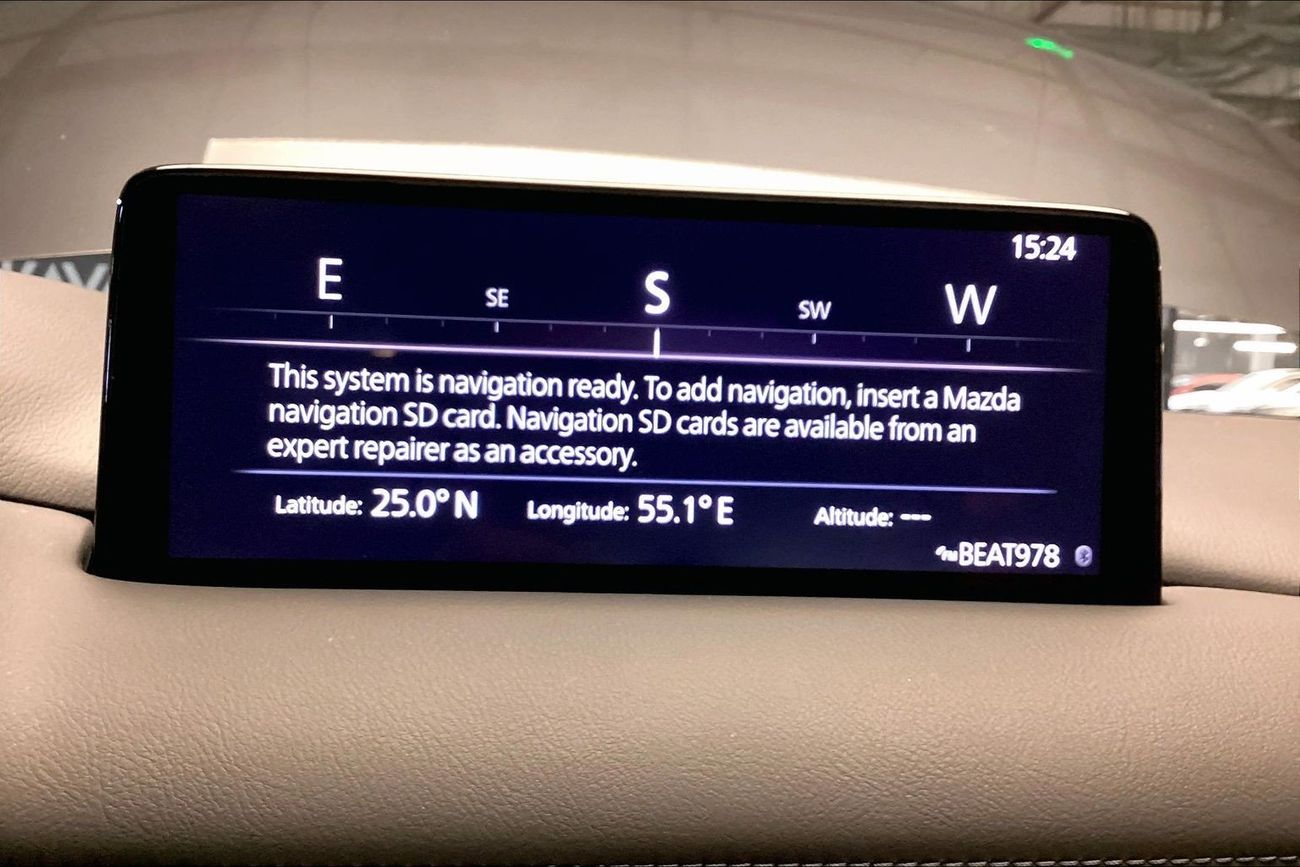 15:24
E SE S SW W
This system is navigation ready. To add navigation, insert a Mazda
navigation SD card. Navigation SD cards are available from an
expert repairer as an accessory.
Latitude: 25.0° N Longitude: 55.1° E Altitude: ---
FM BEAT978